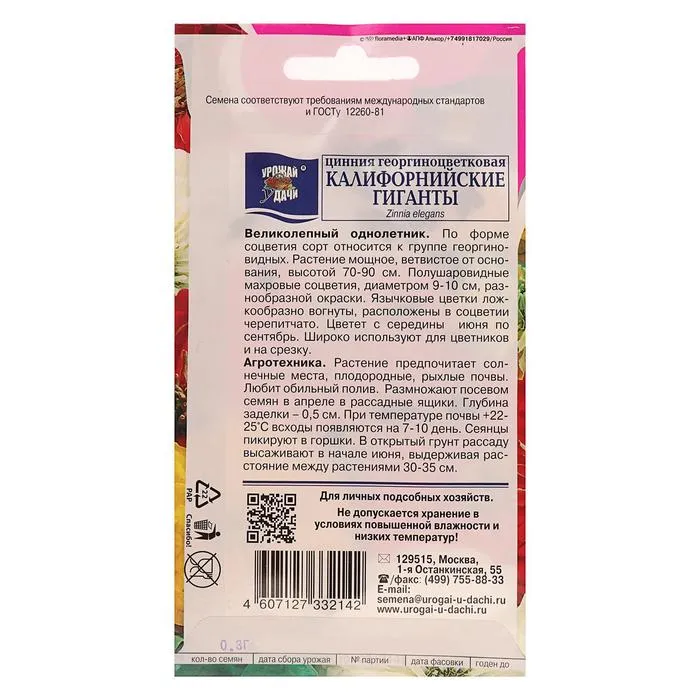 floramedia+ АПФ Алькор/+74991817029/Россия
Семена соответствуют требованиям международных стандартов
и ГОСТу 12260-81
УРОЖАЙ
ДАЧИ
ЦИННИЯ ГЕОРГИНОЦВЕТКОВАЯ
КАЛИФОРНИЙСКИЕ
ГИГАНТЫ
Zinnia elegans
Великолепный однолетник. По форме
соцветия сорт относится к группе георгино-
видных. Растение мощное, ветвистое от осно-
вания, высотой 70-90 см. Полушаровидные
махровые соцветия, диаметром 9-10 см, раз-
нообразной окраски. Язычковые цветки лож-
кообразно вогнуты, расположены в соцветии
черепитчато. Цветет с середины июня по
сентябрь. Широко используют для цветников
и на срезку.
Агротехника. Растение предпочитает сол-
нечные места, плодородные, рыхлые почвы.
Любит обильный полив. Размножают посевом
семян в апреле в рассадные ящики. Глубина
заделки – 0,5 см. При температуре почвы +22-
25°С всходы появляются на 7-10 день. Сеянцы
пикируют в горшки. В открытый грунт рассаду
высаживают в начале июня, выдерживая рас-
стояние между растениями 30-35 см.
22
PAP
Спасибо!
Для личных подсобных хозяйств.
Не допускается хранение в
условиях повышенной влажности и
низких температур!
129515, Москва,
1-я Останкинская, 55
/факс: (499) 755-88-33
E-mail:
semena@urogai-u-dachi.ru
www.urogai-u-dachi.ru
4 607127 332142
0.3г
кол-во семян
дата сбора урожая
№ партии
дата фасовки
годен до